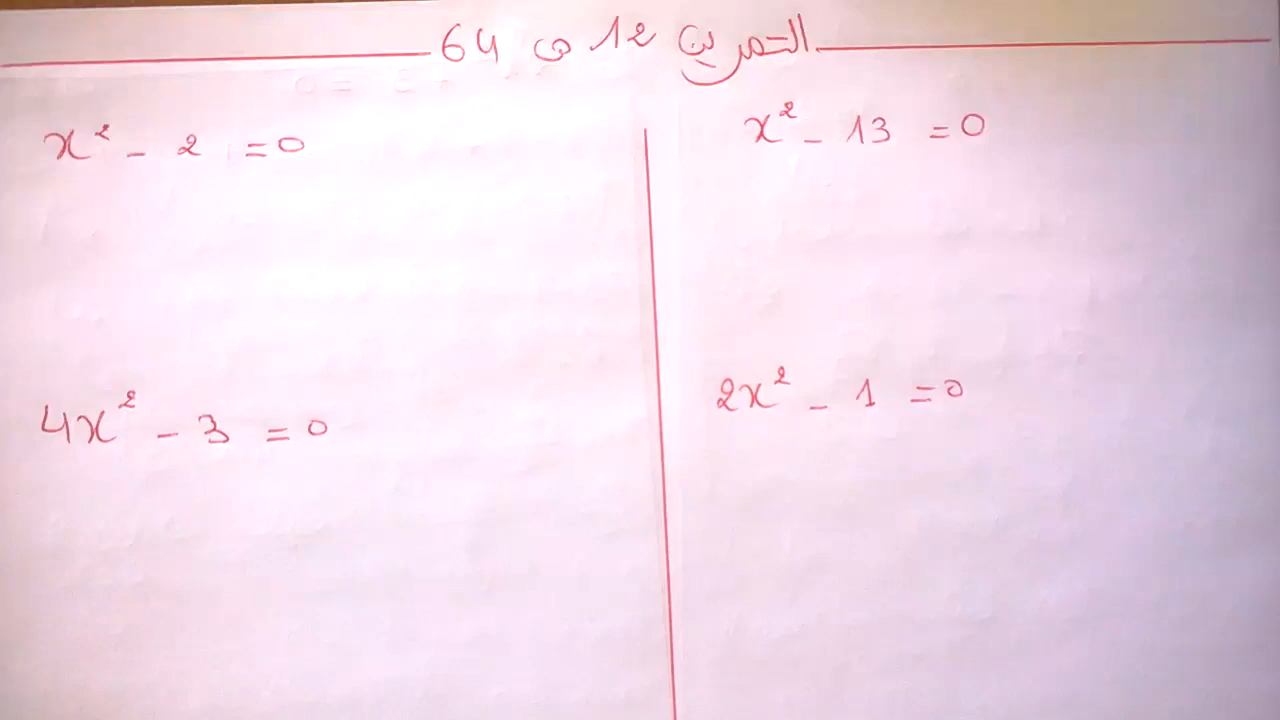 التمرين 12 ص 64
x² - 2 = 0
x² - 13 = 0
4x² - 3 = 0
2x² - 1 = 0